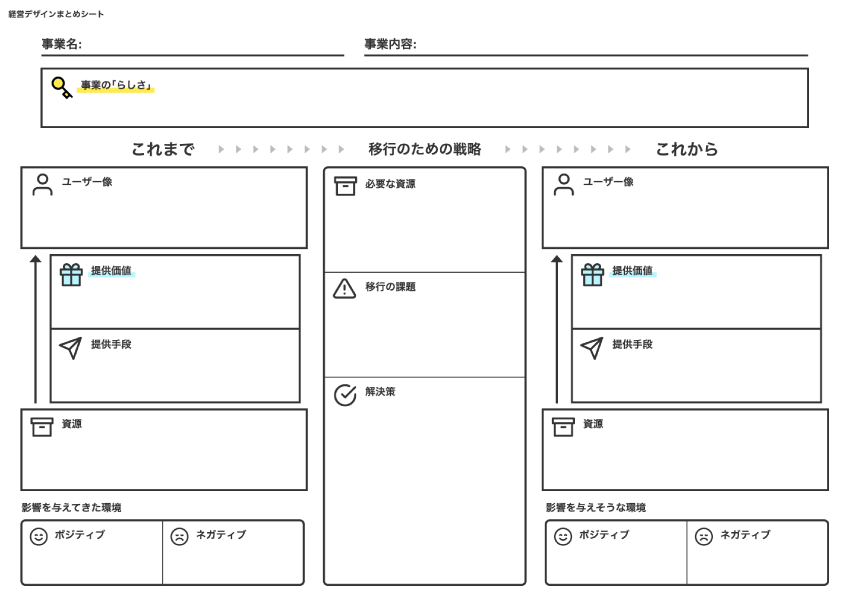 経営デザインまとめシート
事業名:
事業内容:
事業の「らしさ」
これまで
移行のための戦略
これから
ユーザー像
提供価値
提供手段
資源
影響を与えてきた環境
ポジティブ
ネガティブ
必要な資源
移行の課題
解決策
ユーザー像
提供価値
提供手段
資源
影響を与えそうな環境
ポジティブ
ネガティブ